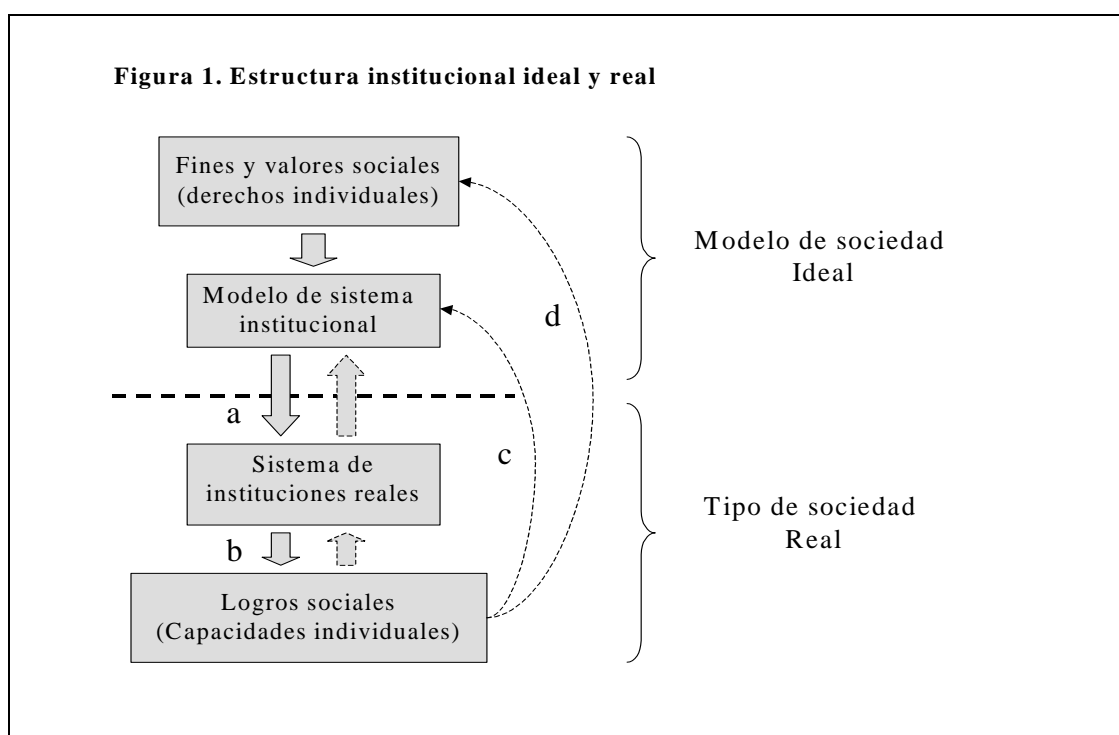 Figura 1. Estructura institucional ideal y real
Fines y valores sociales
(derechos individuales)
Modelo de sistema
institucional
Modelo de sociedad
Ideal
d
a
c
Sistema de
instituciones reales
Tipo de sociedad
Real
b
Logros sociales
(Capacidades individuales)